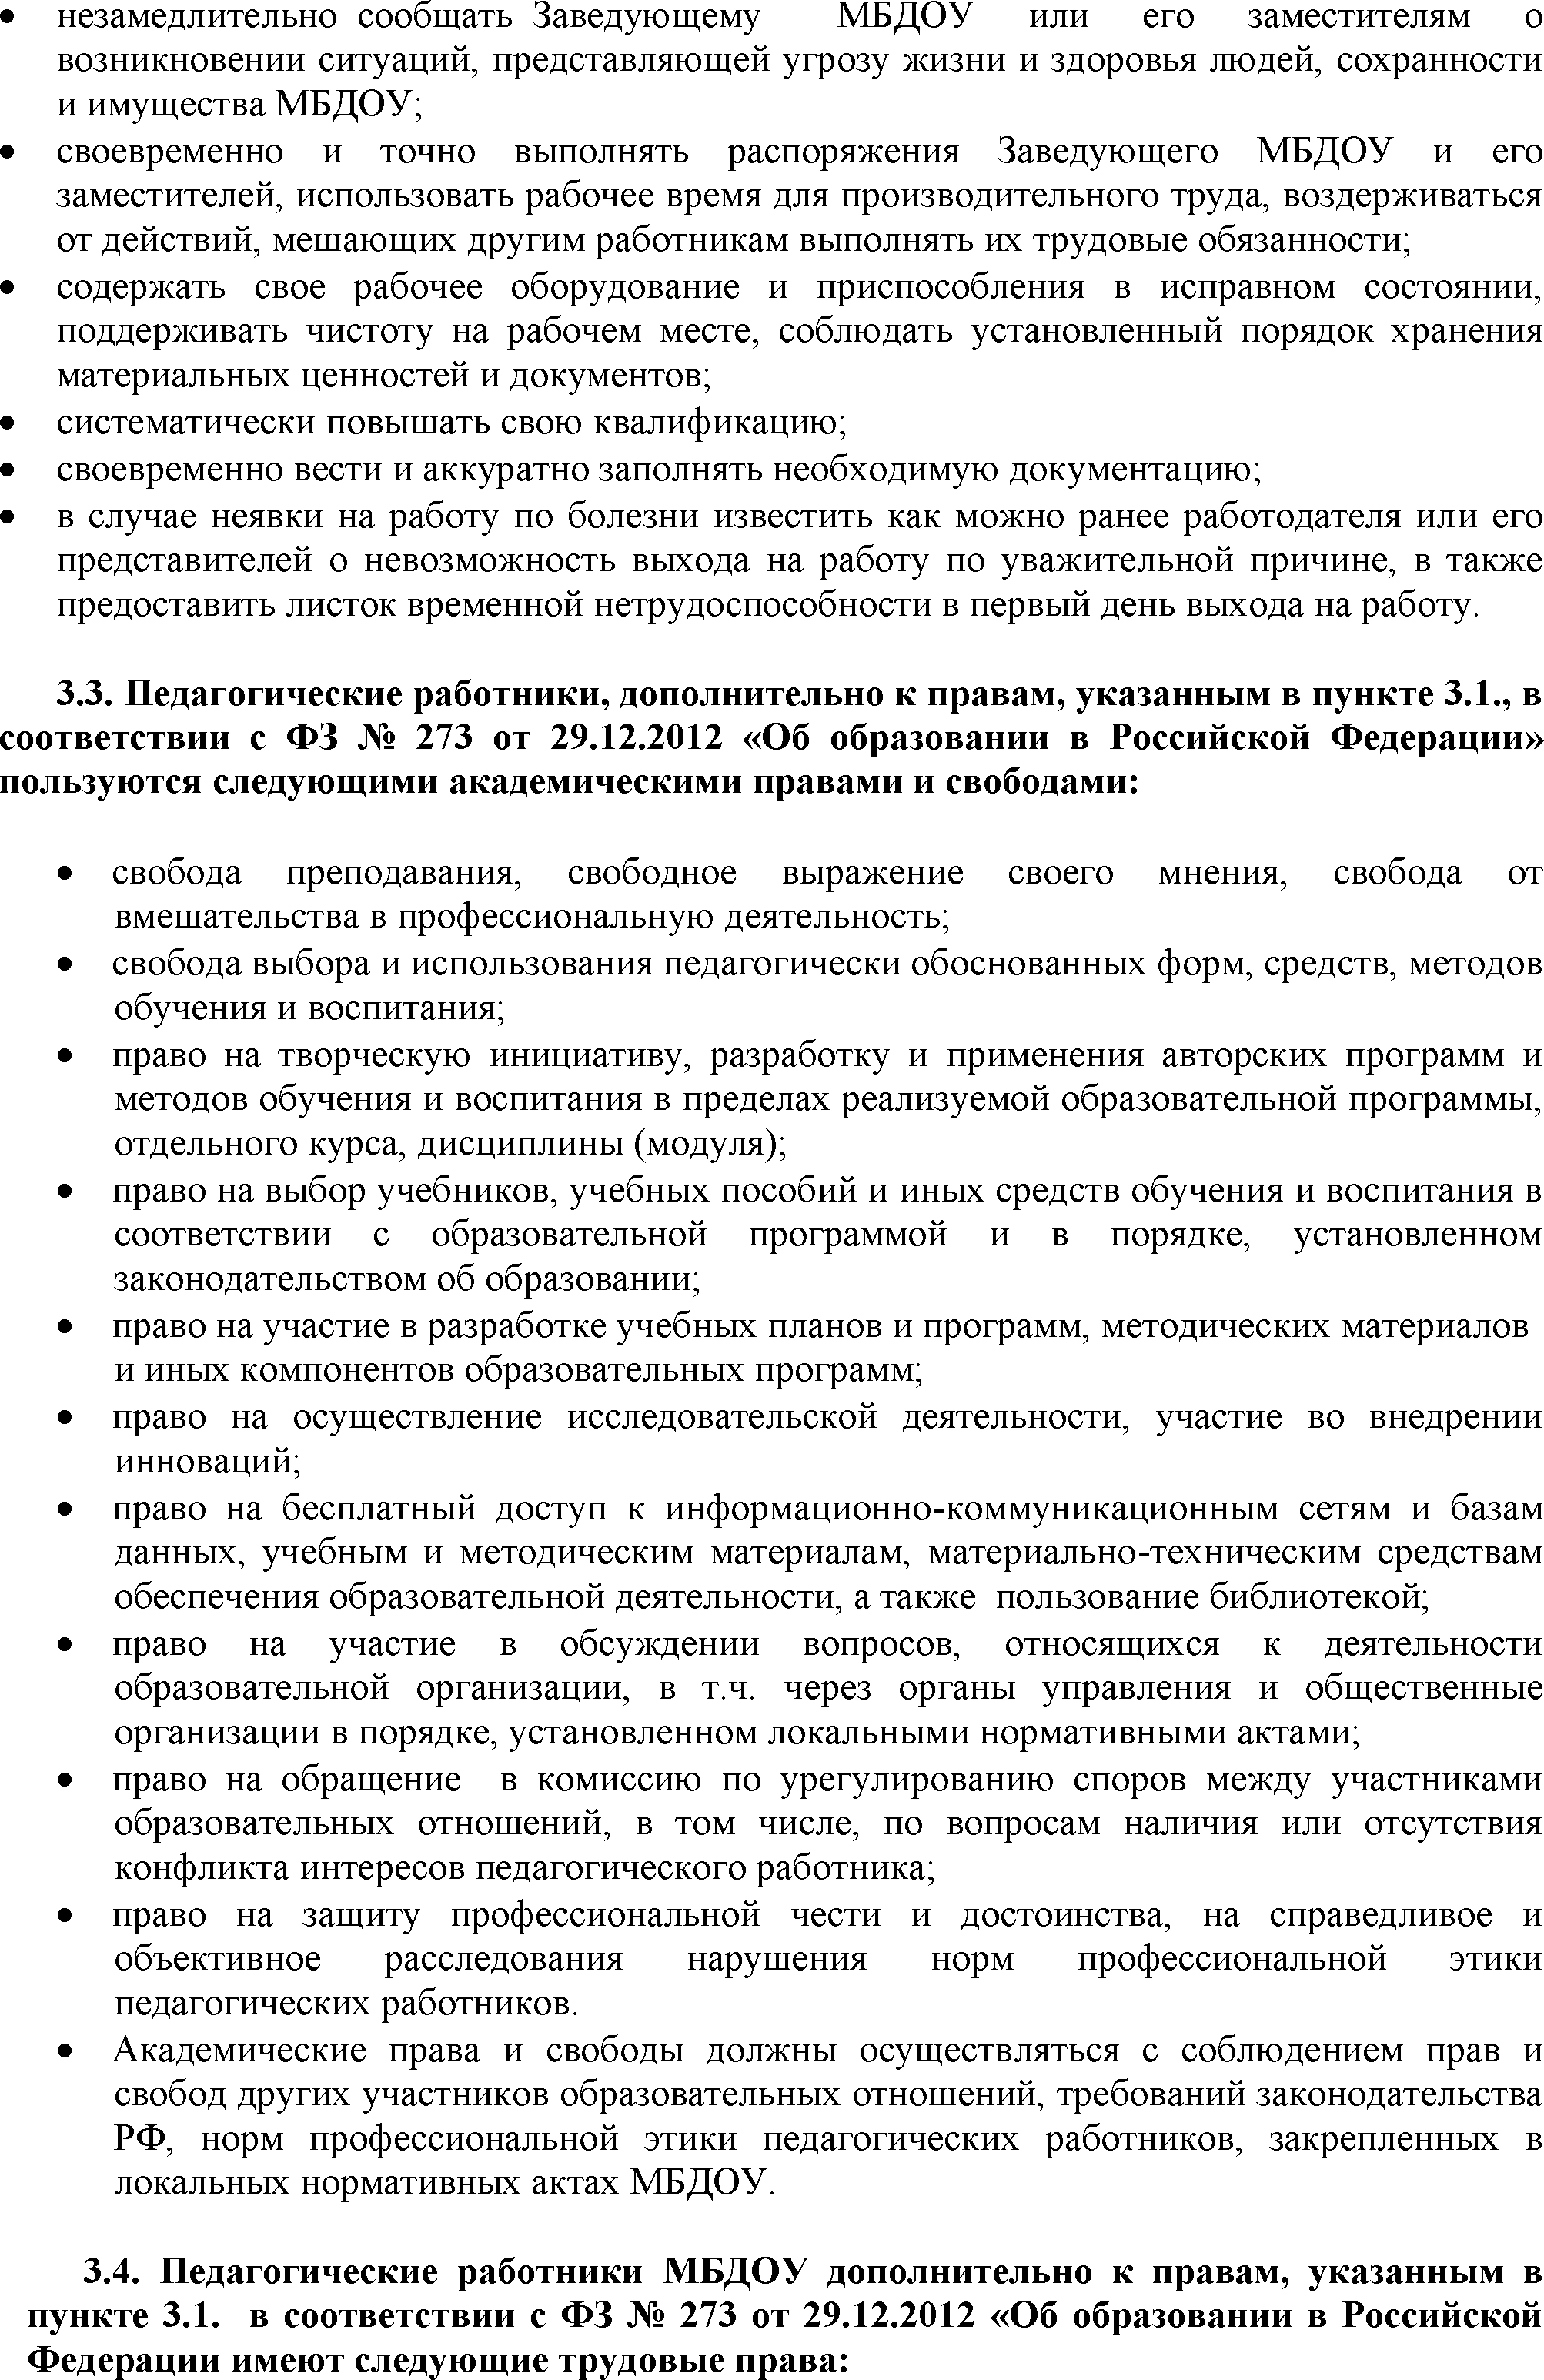 • незамедлительно сообщать Заведующему МБДОУ или его заместителям о
возникновении ситуаций, представляющей угрозу жизни и здоровья людей, сохранности
и имущества МБДОУ;
• своевременно и точно выполнять распоряжения Заведующего МБДОУ и его
заместителей, использовать рабочее время для производительного труда, воздерживаться
от действий, мешающих другим работникам выполнять их трудовые обязанности;
• содержать свое рабочее оборудование и приспособления в исправном состоянии,
поддерживать чистоту на рабочем месте, соблюдать установленный порядок хранения
материальных ценностей и документов;
• систематически повышать свою квалификацию;
• своевременно вести и аккуратно заполнять необходимую документацию;
• в случае неявки на работу по болезни известить как можно ранее работодателя или его
представителей о невозможность выхода на работу по уважительной причине, в также
предоставить листок временной нетрудоспособности в первый день выхода на работу.
3.3. Педагогические работники, дополнительно к правам, указанным в пункте 3.1., в
соответствии с ФЗ № 273 от 29.12.2012 «Об образовании в Российской Федерации»
пользуются следующими академическими правами и свободами:
• свобода преподавания, свободное выражение своего мнения, свобода от
вмешательства в профессиональную деятельность;
• свобода выбора и использования педагогически обоснованных форм, средств, методов
обучения и воспитания;
• право на творческую инициативу, разработку и применения авторских программ и
методов обучения и воспитания в пределах реализуемой образовательной программы,
отдельного курса, дисциплины (модуля);
• право на выбор учебников, учебных пособий и иных средств обучения и воспитания в
соответствии с образовательной программой и в порядке, установленном
законодательством об образовании;
• право на участие в разработке учебных планов и программ, методических материалов
и иных компонентов образовательных программ;
• право на осуществление исследовательской деятельности, участие во внедрении
инноваций;
• право на бесплатный доступ к информационно-коммуникационным сетям и базам
данных, учебным и методическим материалам, материально-техническим средствам
обеспечения образовательной деятельности, а также пользование библиотекой;
• право на участие в обсуждении вопросов, относящихся к деятельности
образовательной организации, в т.ч. через органы управления и общественные
организации в порядке, установленном локальными нормативными актами;
• право на обращение в комиссию по урегулированию споров между участниками
образовательных отношений, в том числе, по вопросам наличия или отсутствия
конфликта интересов педагогического работника;
• право на защиту профессиональной чести и достоинства, на справедливое и
объективное расследования нарушения норм профессиональной этики
педагогических работников.
• Академические права и свободы должны осуществляться с соблюдением прав и
свобод других участников образовательных отношений, требований законодательства
РФ, норм профессиональной этики педагогических работников, закрепленных в
локальных нормативных актах МБДОУ.
3.4. Педагогические работники МБДОУ дополнительно к правам, указанным в
пункте 3.1. в соответствии с ФЗ № 273 от 29.12.2012 «Об образовании в Российской
Федерации имеют следующие трудовые права: